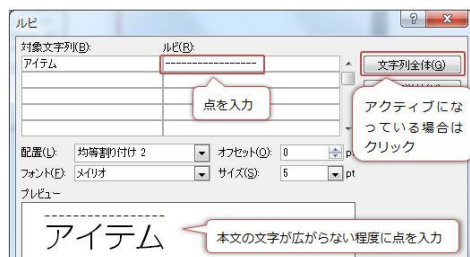 ルビ
対象文字列(B):
ルビ(R):
アイテム
-----------------
文字列全体(G)
点を入力
アクティブにな
っている場合は
クリック
配置(L):
均等割り付け 2
オフセット(O):
0
p
フォント(F):
メイリオ
サイズ(S):
5
pt
プレビュー
-----------------
アイテム
本文の文字が広がらない程度に点を入力